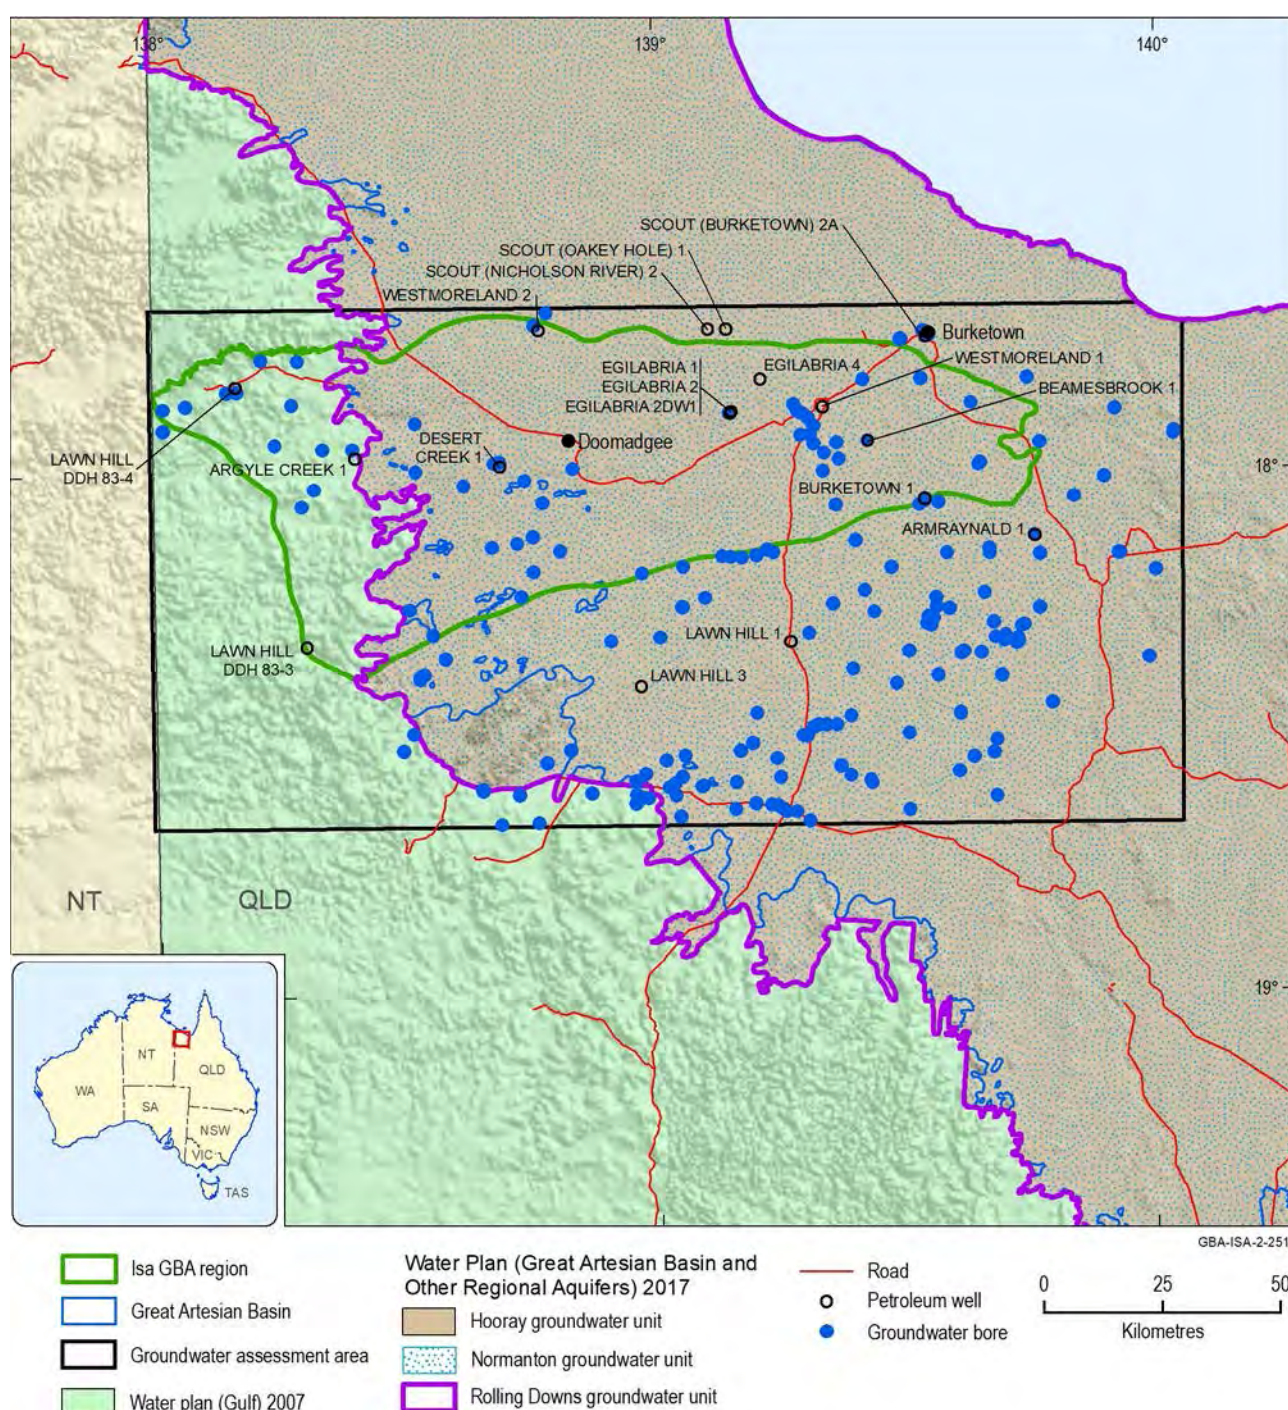 138°
139°
140°
SCOUT (BURKETOWN) 2A
SCOUT (OAKEY HOLE) 1
SCOUT (NICHOLSON RIVER) 2
WESTMORELAND 2
Burketown
WESTMORELAND 1
EGILABRIA 1
EGILABRIA 2
EGILABRIA 2DW1
EGILABRIA 4
BEAMESBROOK 1
Doomadgee
DESERT
CREEK 1
LAWN HILL
DDH 83-4
ARGYLE CREEK 1
18°
BURKETOWN 1
ARMRAYNALD 1
LAWN HILL
DDH 83-3
LAWN HILL 1
LAWN HILL 3
NT
QLD
19°
NT
WA
QLD
SA
NSW
VIC
TAS
GBA-ISA-2-251
Isa GBA region
Great Artesian Basin
Groundwater assessment area
Water plan (Gulf) 2007
Water Plan (Great Artesian Basin and
Other Regional Aquifers) 2017
Hooray groundwater unit
Normanton groundwater unit
Rolling Downs groundwater unit
Road
Petroleum well
Groundwater bore
0 25 50
Kilometres